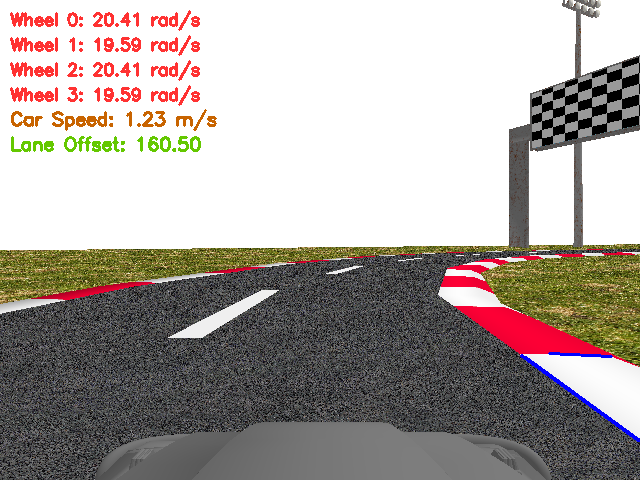 Wheel 0: 20.41 rad/s
Wheel 1: 19.59 rad/s
Wheel 2: 20.41 rad/s
Wheel 3: 19.59 rad/s
Car Speed: 1.23 m/s
Lane Offset: 160.50